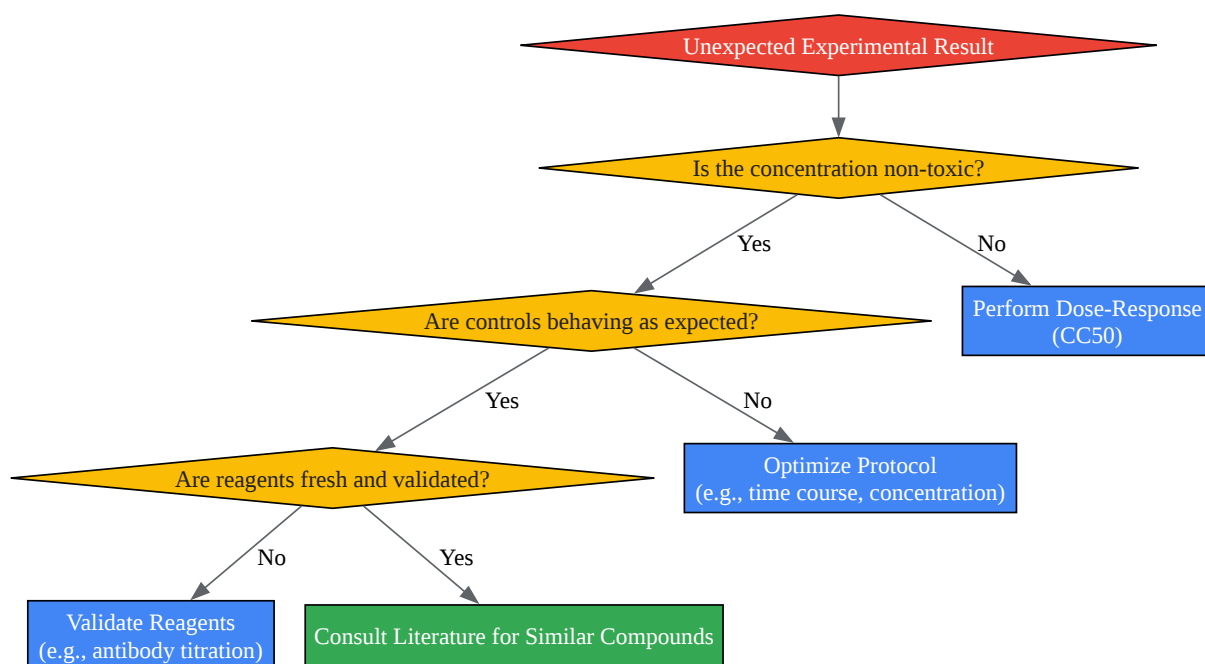 Unexpected Experimental Result
Is the concentration non-toxic?
Yes
No
Perform Dose-Response
(CC50)
Are controls behaving as expected?
Yes
No
Optimize Protocol
(e.g., time course, concentration)
Are reagents fresh and validated?
No
Yes
Validate Reagents
(e.g., antibody titration)
Consult Literature for Similar Compounds